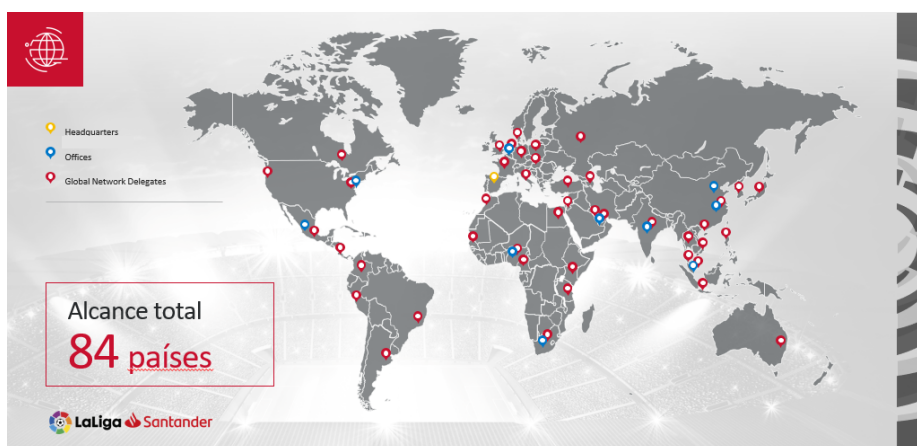 Headquarters
Offices
Global Network Delegates
Alcance total
84 países
LaLiga Santander